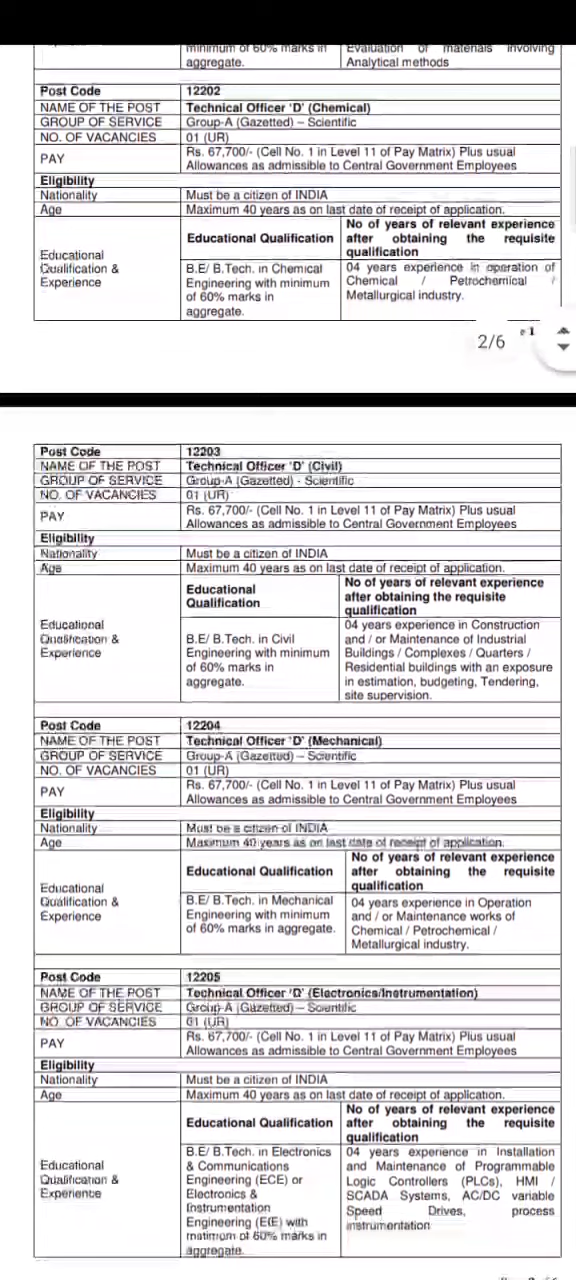 minimum of 60% marks in
aggregate.
Evaluation of materials involving
Analytical methods
Post Code 12202
NAME OF THE POST Technical Officer 'D' (Chemical)
GROUP OF SERVICE Group-A (Gazetted) – Scientific
NO. OF VACANCIES 01 (UR)
PAY Rs. 67,700/- (Cell No. 1 in Level 11 of Pay Matrix) Plus usual
Allowances as admissible to Central Government Employees
Eligibility
Nationality Must be a citizen of INDIA
Age Maximum 40 years as on last date of receipt of application.
Educational
Qualification &
Experience
Educational Qualification
No of years of relevant experience
after obtaining the requisite
qualification
B.E/ B.Tech. in Chemical
Engineering with minimum
of 60% marks in
aggregate.
04 years experience in operation of
Chemical / Petrochemical /
Metallurgical industry.
2/6
Post Code 12203
NAME OF THE POST Technical Officer 'D' (Civil)
GROUP OF SERVICE Group-A (Gazetted) - Scientific
NO. OF VACANCIES 01 (UR)
PAY Rs. 67,700/- (Cell No. 1 in Level 11 of Pay Matrix) Plus usual
Allowances as admissible to Central Government Employees
Eligibility
Nationality Must be a citizen of INDIA
Age Maximum 40 years as on last date of receipt of application.
Educational
Qualification &
Experience
Educational
Qualification
No of years of relevant experience
after obtaining the requisite
qualification
B.E/ B.Tech. in Civil
Engineering with minimum
of 60% marks in
aggregate.
04 years experience in Construction
and / or Maintenance of Industrial
Buildings / Complexes / Quarters /
Residential buildings with an exposure
in estimation, budgeting, Tendering,
site supervision.
Post Code 12204
NAME OF THE POST Technical Officer 'D' (Mechanical)
GROUP OF SERVICE Group-A (Gazetted) – Scientific
NO. OF VACANCIES 01 (UR)
PAY Rs. 67,700/- (Cell No. 1 in Level 11 of Pay Matrix) Plus usual
Allowances as admissible to Central Government Employees
Eligibility
Nationality Must be a citizen of INDIA
Age Maximum 40 years as on last date of receipt of application.
Educational
Qualification &
Experience
Educational Qualification
No of years of relevant experience
after obtaining the requisite
qualification
B.E/ B.Tech. in Mechanical
Engineering with minimum
of 60% marks in aggregate.
04 years experience in Operation
and / or Maintenance works of
Chemical / Petrochemical /
Metallurgical industry.
Post Code 12205
NAME OF THE POST Technical Officer 'D' (Electronics/Instrumentation)
GROUP OF SERVICE Group-A (Gazetted) – Scientific
NO. OF VACANCIES 01 (UR)
PAY Rs. 67,700/- (Cell No. 1 in Level 11 of Pay Matrix) Plus usual
Allowances as admissible to Central Government Employees
Eligibility
Nationality Must be a citizen of INDIA
Age Maximum 40 years as on last date of receipt of application.
Educational
Qualification &
Experience
Educational Qualification
No of years of relevant experience
after obtaining the requisite
qualification
B.E/ B.Tech. in Electronics
& Communications
Engineering (ECE) or
Electronics &
Instrumentation
Engineering (EIE) with
minimum of 60% marks in
aggregate.
04 years experience in Installation
and Maintenance of Programmable
Logic Controllers (PLCs), HMI /
SCADA Systems, AC/DC variable
Speed Drives, process
instrumentation